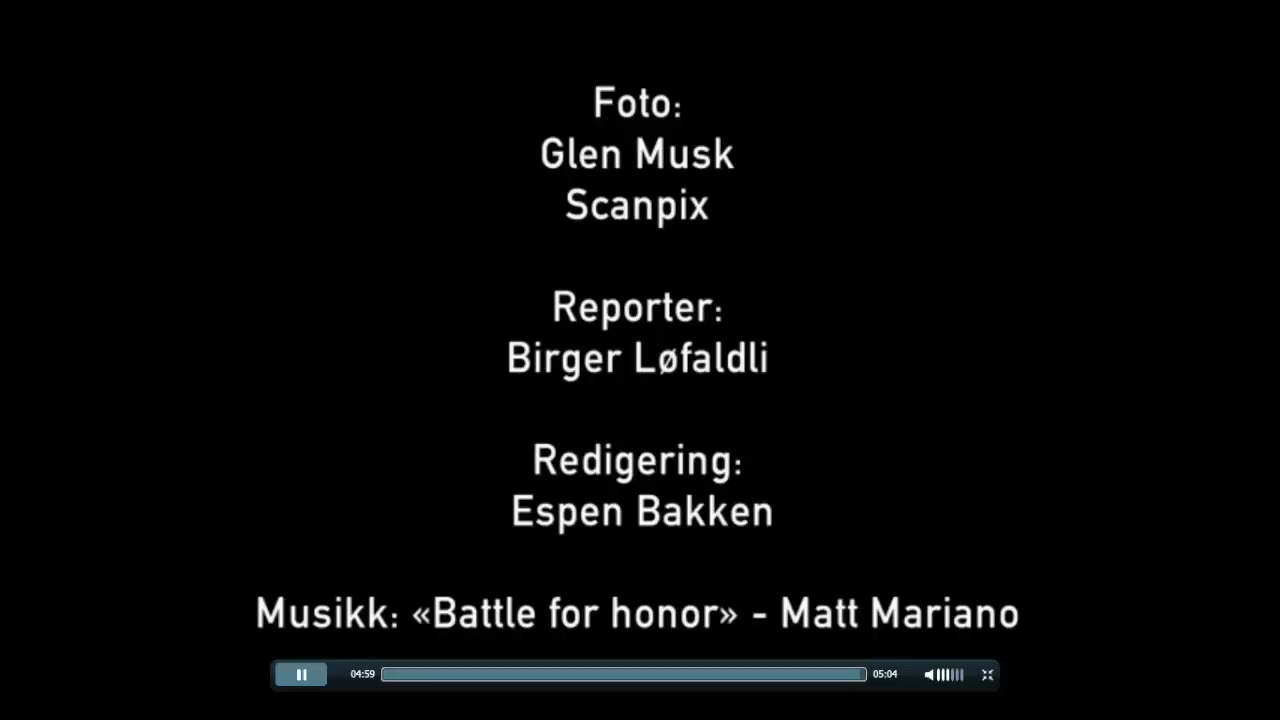 Foto:
Glen Musk
Scanpix
Reporter:
Birger Løfaldli
Redigering:
Espen Bakken
Musikk: «Battle for honor» - Matt Mariano
04:59
05:04